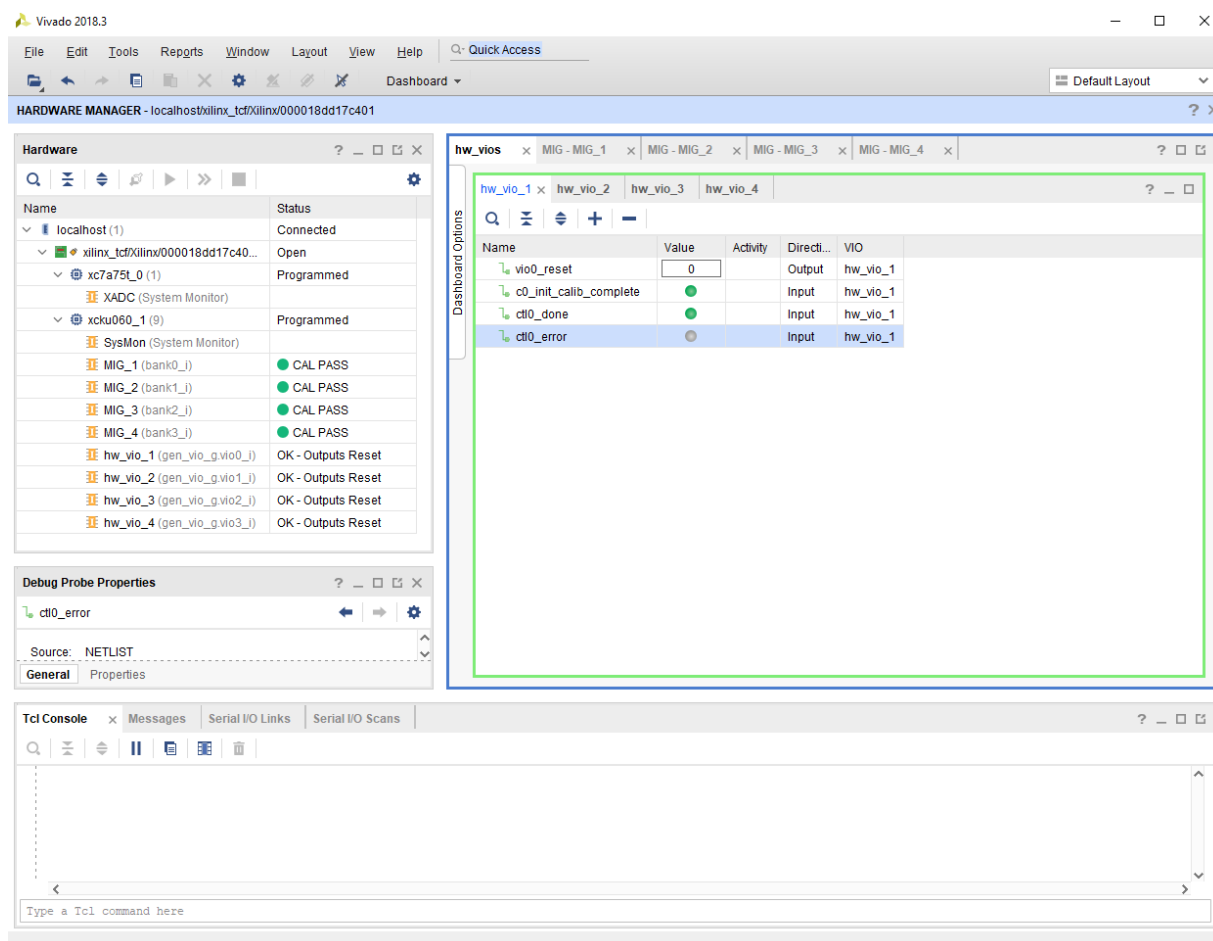 Vivado 2018.3
File Edit Tools Reports Window Layout View Help Quick Access
Dashboard Default Layout
HARDWARE MANAGER - localhost/xilinx_tcf/Xilinx/000018dd17c401
Hardware
Name Status
localhost (1) Connected
xilinx_tcf/Xilinx/000018dd17c40... Open
xc7a75t_0 (1) Programmed
XADC (System Monitor)
xcku060_1 (9) Programmed
SysMon (System Monitor)
MIG_1 (bank0_i) CAL PASS
MIG_2 (bank1_i) CAL PASS
MIG_3 (bank2_i) CAL PASS
MIG_4 (bank3_i) CAL PASS
hw_vio_1 (gen_vio_g.vio0_i) OK - Outputs Reset
hw_vio_2 (gen_vio_g.vio1_i) OK - Outputs Reset
hw_vio_3 (gen_vio_g.vio2_i) OK - Outputs Reset
hw_vio_4 (gen_vio_g.vio3_i) OK - Outputs Reset
Debug Probe Properties
ctl0_error
Source: NETLIST
General Properties
hw_vios MIG - MIG_1 MIG - MIG_2 MIG - MIG_3 MIG - MIG_4
Dashboard Options
hw_vio_1 hw_vio_2 hw_vio_3 hw_vio_4
Name Value Activity Directi... VIO
vio0_reset 0 Output hw_vio_1
c0_init_calib_complete Input hw_vio_1
ctl0_done Input hw_vio_1
ctl0_error Input hw_vio_1
Tcl Console Messages Serial I/O Links Serial I/O Scans
Type a Tcl command here